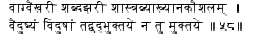 वाग्वैखरी शब्दझरी शास्त्रव्याख्यानकौशलम् ।
वैदुष्यं विदुषां तद्वद्भुक्तये न तु मुक्तये ॥ ५८॥